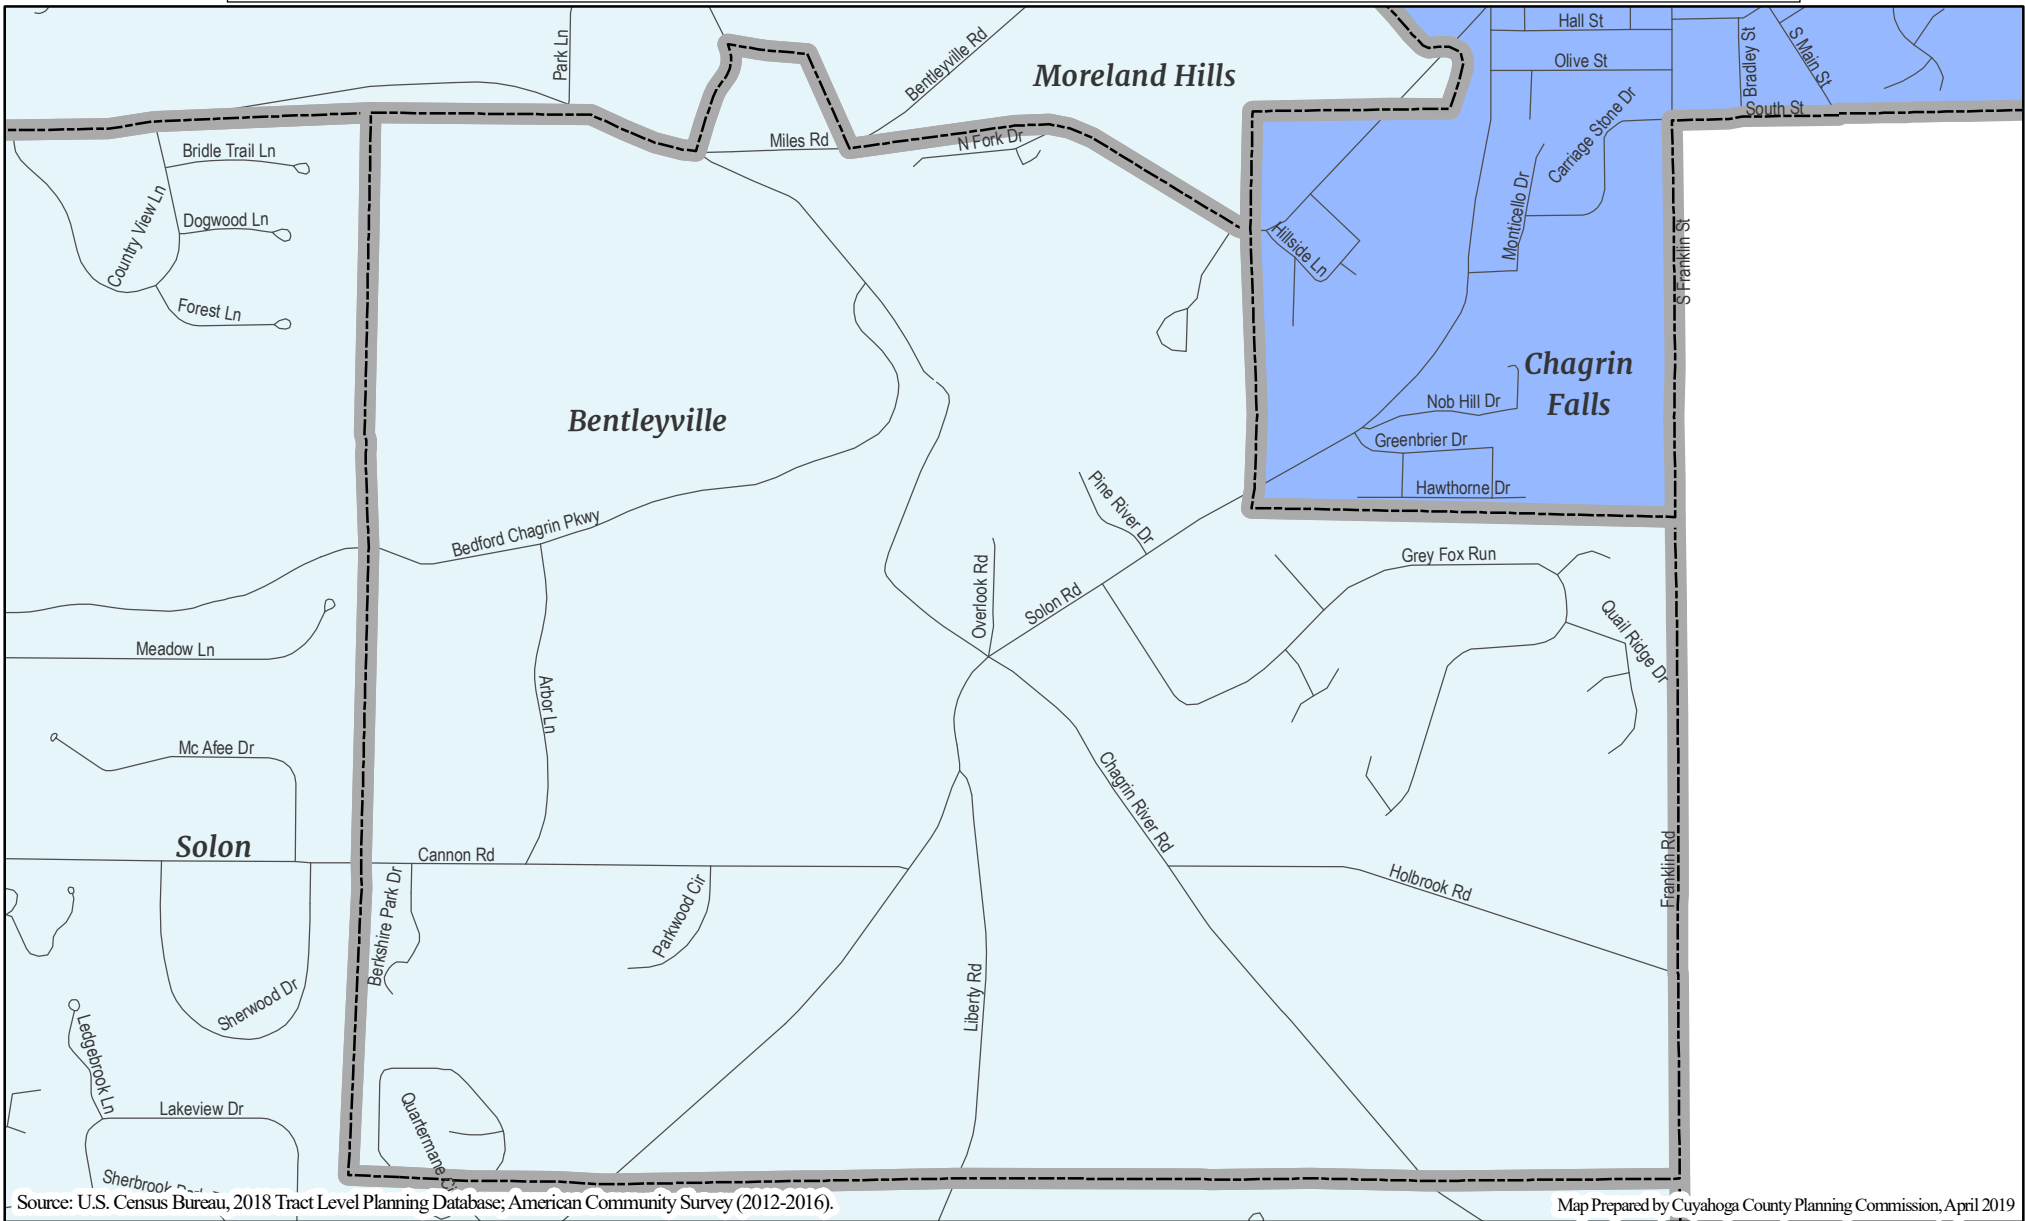 Hall St
Park Ln
Bentleyville Rd
S Main St
Bradley St
Olive St
Moreland Hills
South St
Carriage Stone Dr
Miles Rd
N Fork Dr
Bridle Trail Ln
Country View Ln
Dogwood Ln
Monticello Dr
Hillside Ln
S Franklin St
Forest Ln
Chagrin
Falls
Bentleyville
Nob Hill Dr
Greenbrier Dr
Hawthorne Dr
Pine River Dr
Bedford Chagrin Pkwy
Grey Fox Run
Overlook Rd
Solon Rd
Quail Ridge Dr
Meadow Ln
Arbor Ln
Mc Afee Dr
Chagrin River Rd
Solon
Cannon Rd
Franklin Rd
Holbrook Rd
Berkshire Park Dr
Parkwood Cir
Sherwood Dr
Liberty Rd
Ledgebrook Ln
Lakeview Dr
Quartermane Cir
Sherbrook
Source: U.S. Census Bureau, 2018 Tract Level Planning Database; American Community Survey (2012-2016).
Map Prepared by Cuyahoga County Planning Commission, April 2019